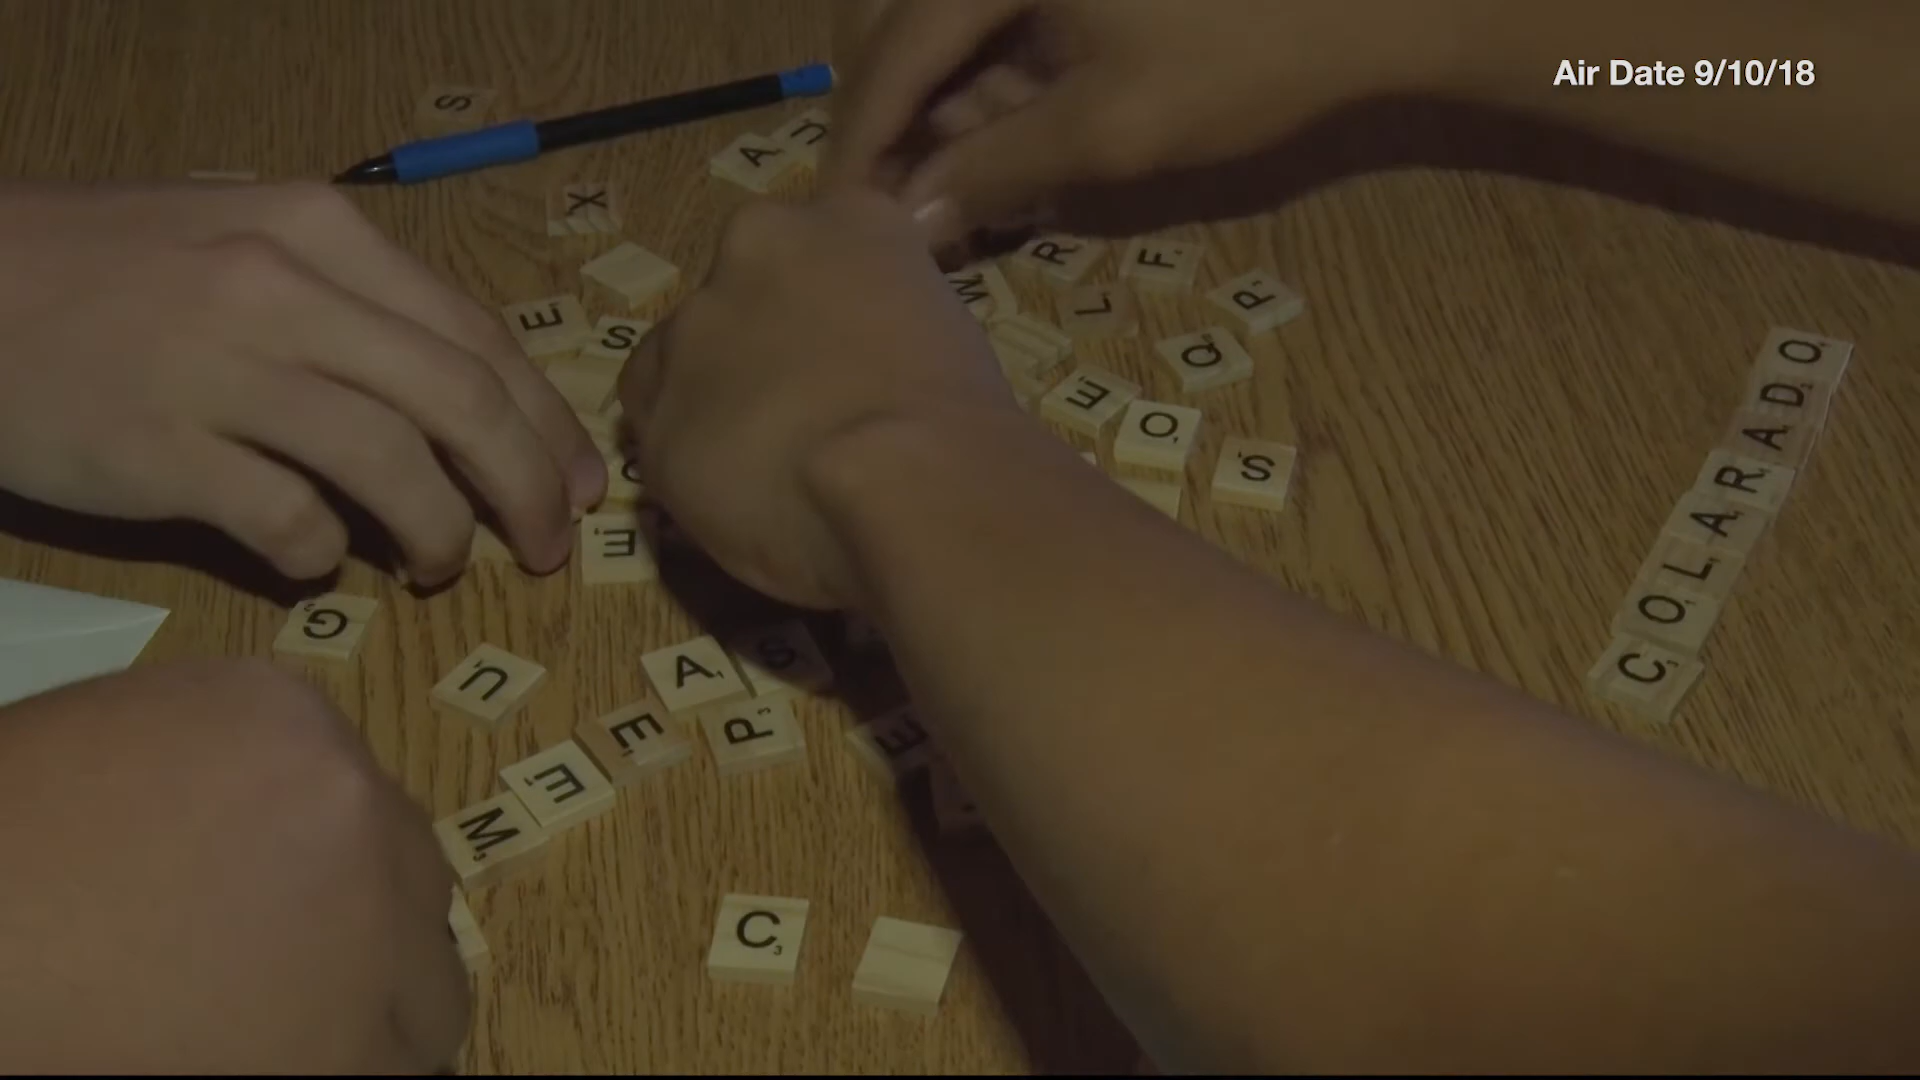 Air Date 9/10/18
S
A U
X
R F
W L P
E S
Q
E O
S
E
G
U A S
E P
E E
M
C
COLARADO